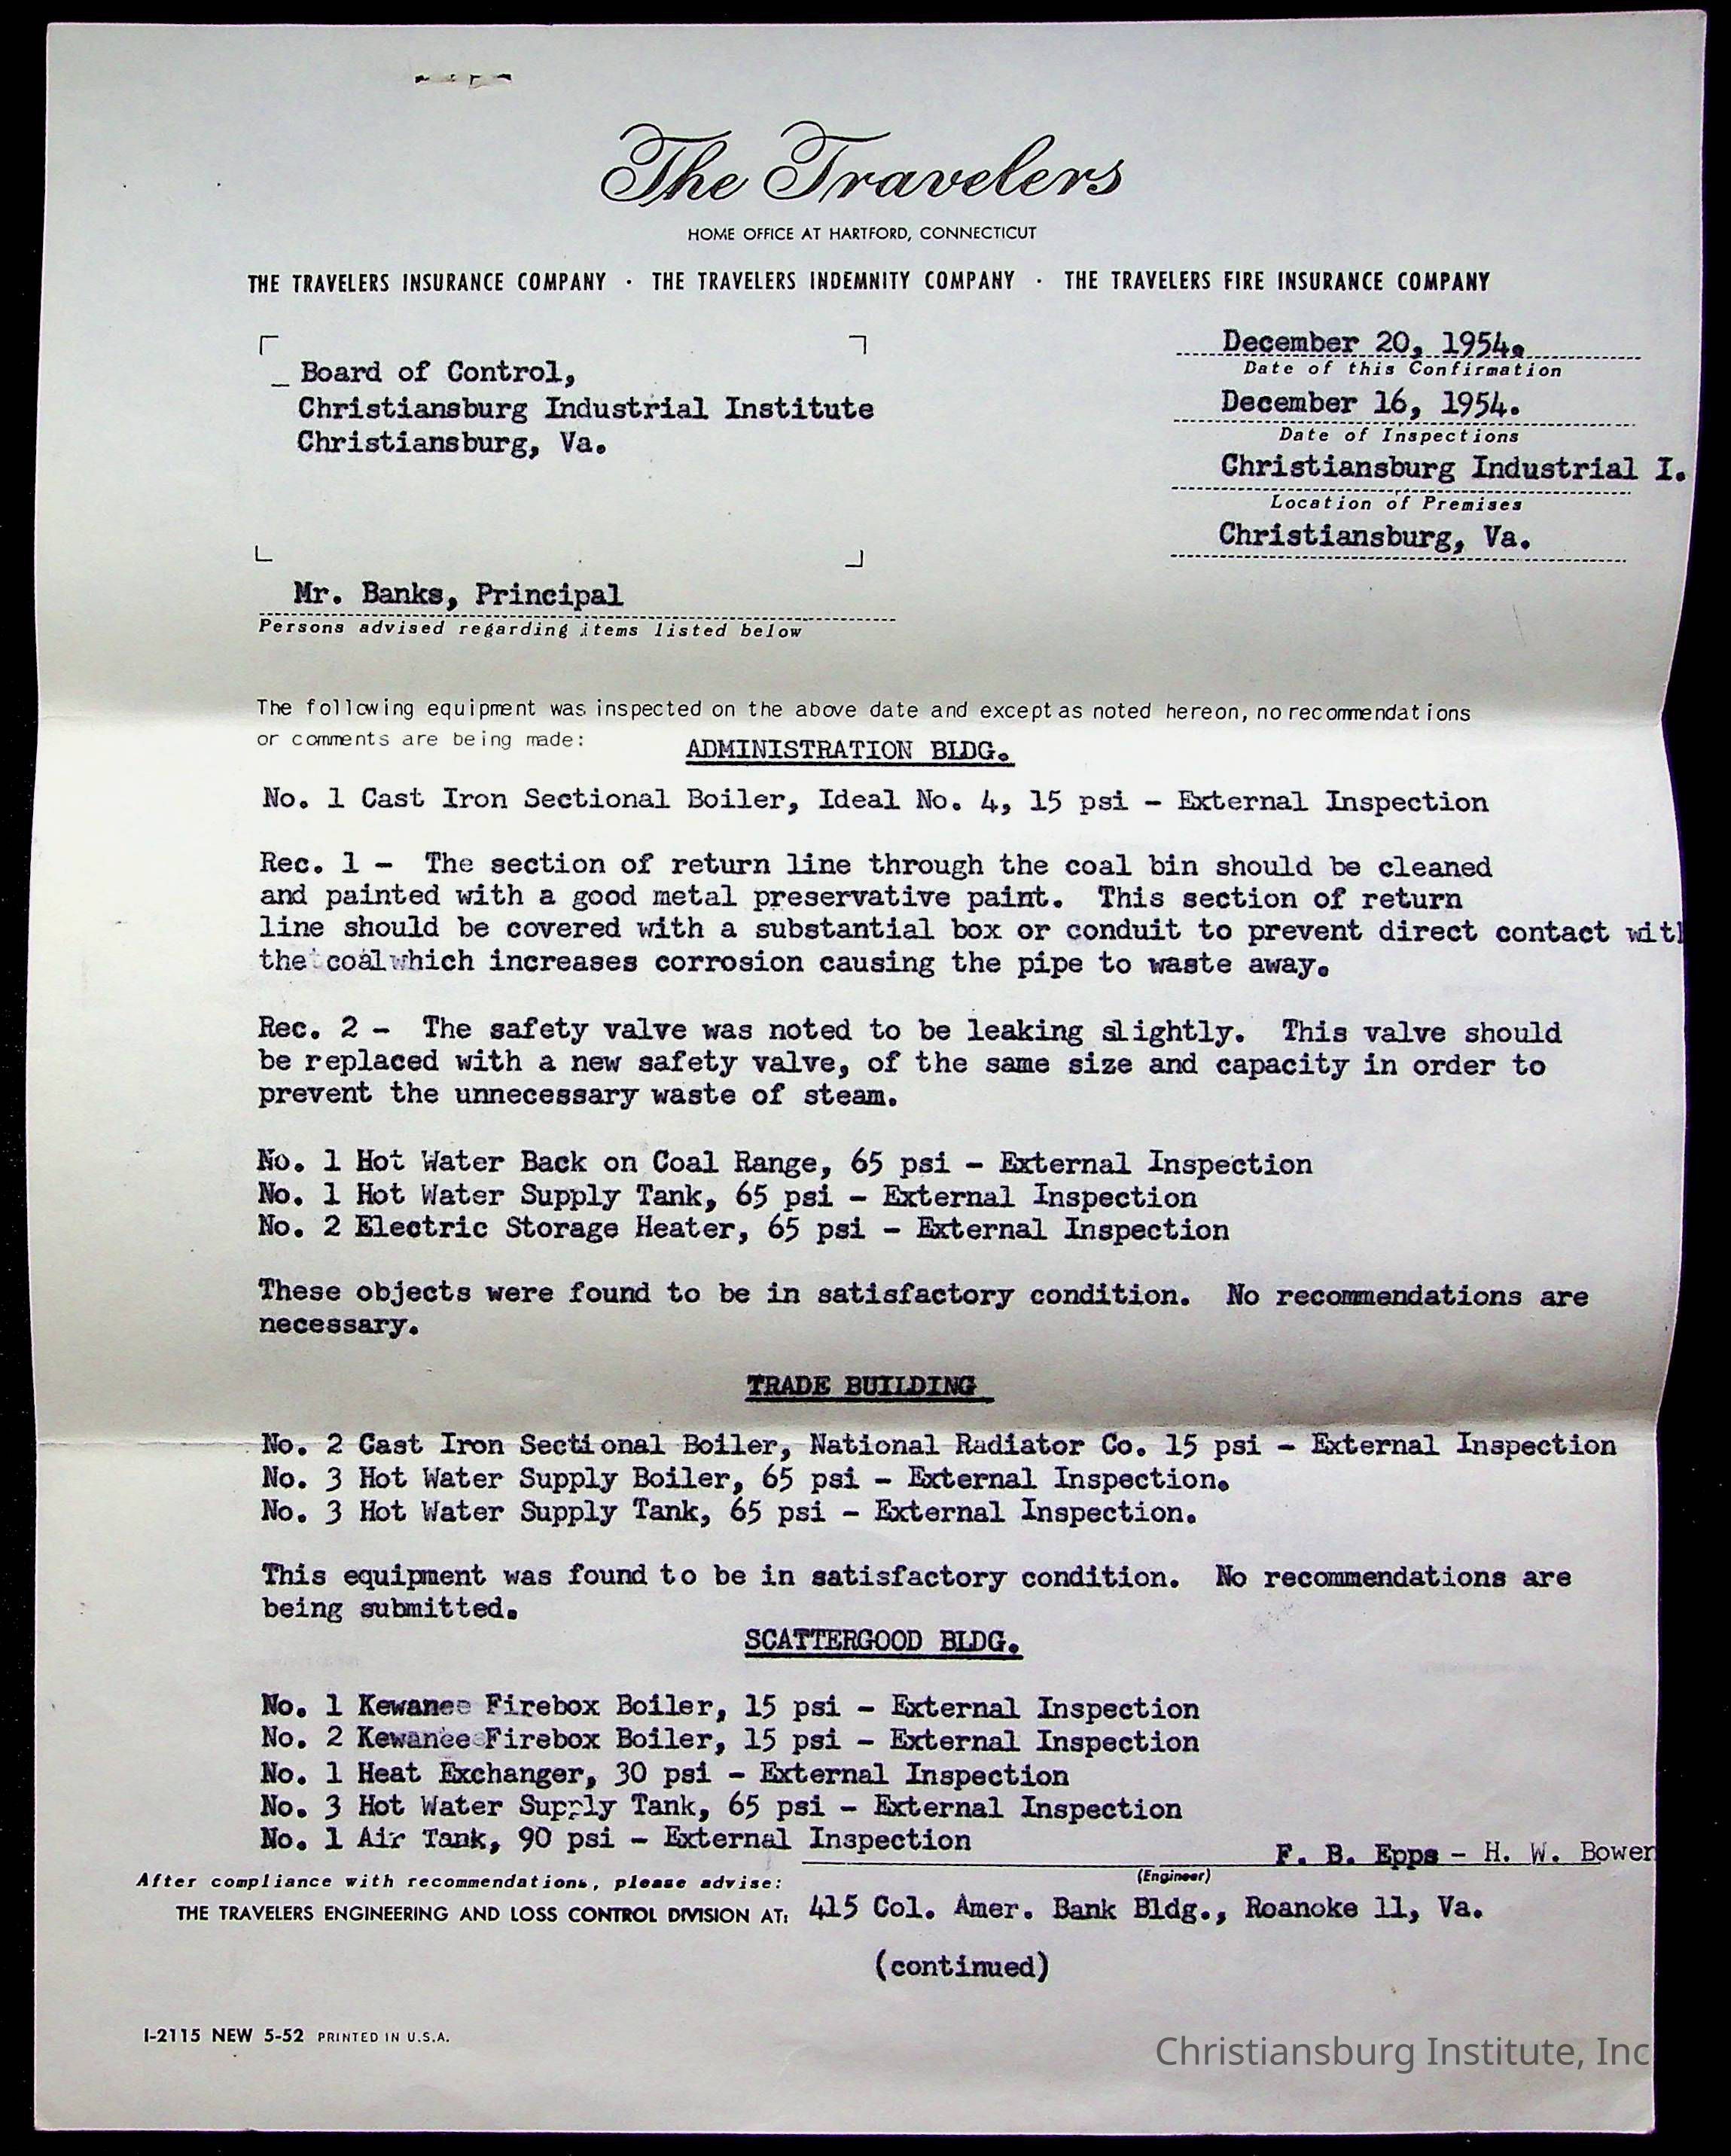 The Travelers
HOME OFFICE AT HARTFORD, CONNECTICUT
THE TRAVELERS INSURANCE COMPANY · THE TRAVELERS INDEMNITY COMPANY · THE TRAVELERS FIRE INSURANCE COMPANY
Board of Control,
Christiansburg Industrial Institute
Christiansburg, Va.
December 20, 1954.
Date of this Confirmation
December 16, 1954.
Date of Inspections
Christiansburg Industrial I.
Location of Premises
Christiansburg, Va.
Mr. Banks, Principal
Persons advised regarding items listed below
The following equipment was inspected on the above date and except as noted hereon, no recommendations
or comments are being made:
ADMINISTRATION BLDG.
No. 1 Cast Iron Sectional Boiler, Ideal No. 4, 15 psi - External Inspection
Rec. 1 - The section of return line through the coal bin should be cleaned
and painted with a good metal preservative paint. This section of return
line should be covered with a substantial box or conduit to prevent direct contact with
the coal which increases corrosion causing the pipe to waste away.
Rec. 2 - The safety valve was noted to be leaking slightly. This valve should
be replaced with a new safety valve, of the same size and capacity in order to
prevent the unnecessary waste of steam.
No. 1 Hot Water Back on Coal Range, 65 psi - External Inspection
No. 1 Hot Water Supply Tank, 65 psi - External Inspection
No. 2 Electric Storage Heater, 65 psi - External Inspection
These objects were found to be in satisfactory condition. No recommendations are
necessary.
TRADE BUILDING
No. 2 Cast Iron Sectional Boiler, National Radiator Co. 15 psi - External Inspection
No. 3 Hot Water Supply Boiler, 65 psi - External Inspection.
No. 3 Hot Water Supply Tank, 65 psi - External Inspection.
This equipment was found to be in satisfactory condition. No recommendations are
being submitted.
SCATTERGOOD BLDG.
No. 1 Kewanee Firebox Boiler, 15 psi - External Inspection
No. 2 Kewanee Firebox Boiler, 15 psi - External Inspection
No. 1 Heat Exchanger, 30 psi - External Inspection
No. 3 Hot Water Supply Tank, 65 psi - External Inspection
No. 1 Air Tank, 90 psi - External Inspection
F. B. Epps - H. W. Bower
(Engineer)
After compliance with recommendations, please advise:
THE TRAVELERS ENGINEERING AND LOSS CONTROL DIVISION AT: 415 Col. Amer. Bank Bldg., Roanoke 11, Va.
(continued)
I-2115 NEW 5-52 PRINTED IN U.S.A.
Christiansburg Institute, Inc